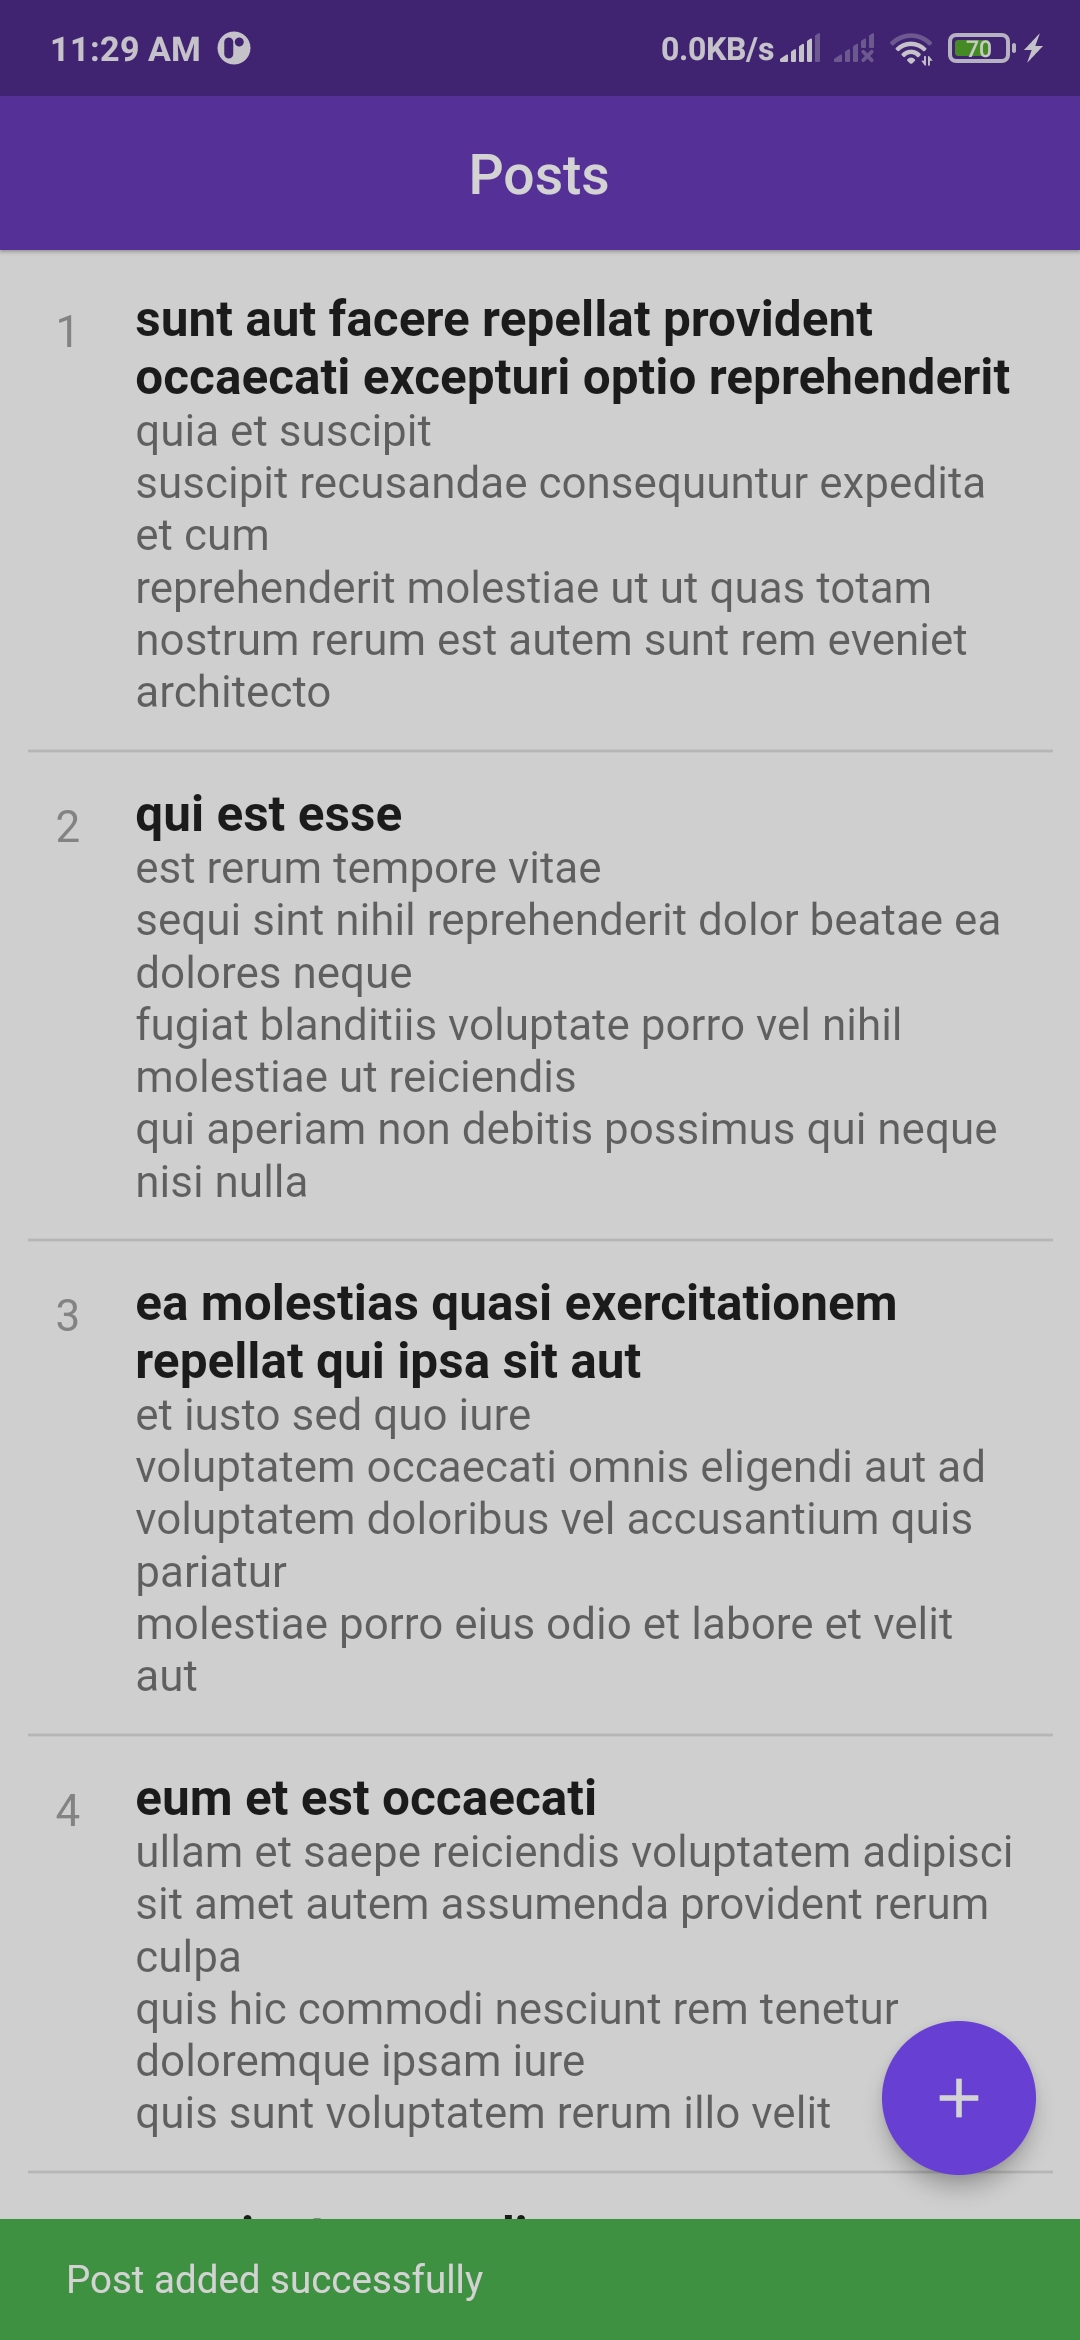 11:29 AM 0.0KB/s 70
Posts
1 sunt aut facere repellat provident
occaecati excepturi optio reprehenderit
quia et suscipit
suscipit recusandae consequuntur expedita
et cum
reprehenderit molestiae ut ut quas totam
nostrum rerum est autem sunt rem eveniet
architecto
2 qui est esse
est rerum tempore vitae
sequi sint nihil reprehenderit dolor beatae ea
dolores neque
fugiat blanditiis voluptate porro vel nihil
molestiae ut reiciendis
qui aperiam non debitis possimus qui neque
nisi nulla
3 ea molestias quasi exercitationem
repellat qui ipsa sit aut
et iusto sed quo iure
voluptatem occaecati omnis eligendi aut ad
voluptatem doloribus vel accusantium quis
pariatur
molestiae porro eius odio et labore et velit
aut
4 eum et est occaecati
ullam et saepe reiciendis voluptatem adipisci
sit amet autem assumenda provident rerum
culpa
quis hic commodi nesciunt rem tenetur
doloremque ipsam iure
quis sunt voluptatem rerum illo velit
+
Post added successfully